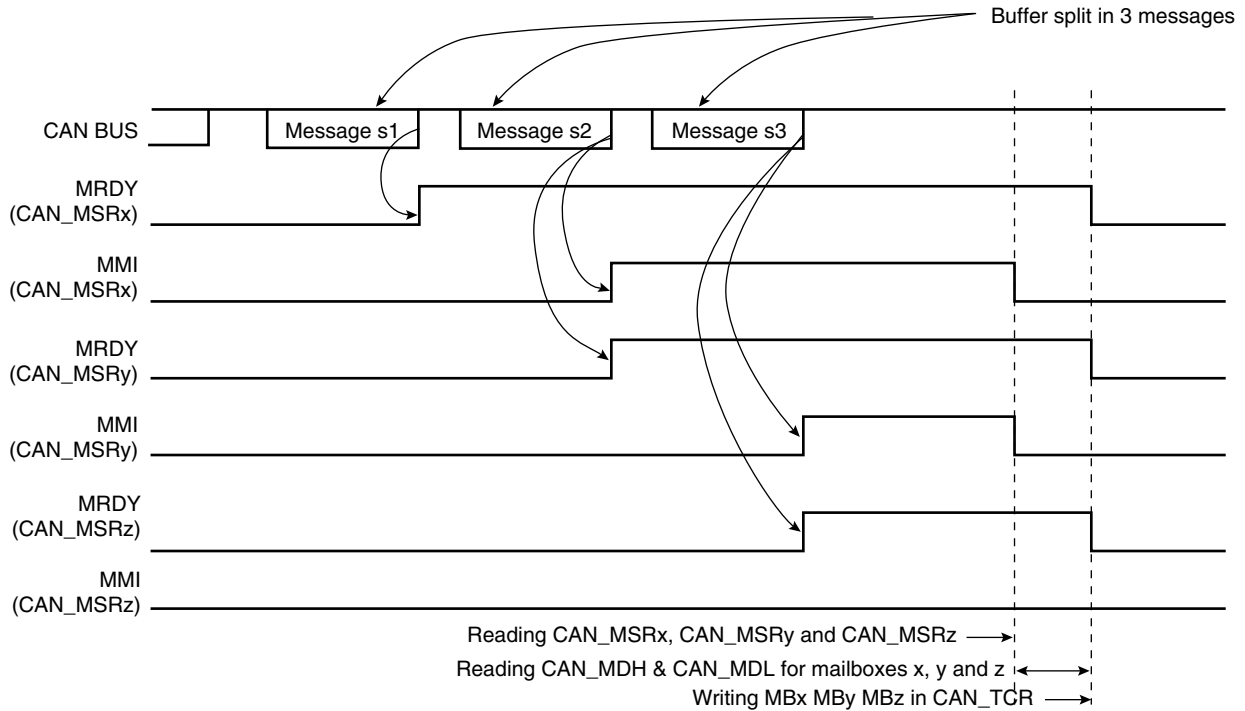 Buffer split in 3 messages
CAN BUS
Message s1
Message s2
Message s3
MRDY
(CAN_MSRx)
MMI
(CAN_MSRx)
MRDY
(CAN_MSRy)
MMI
(CAN_MSRy)
MRDY
(CAN_MSRz)
MMI
(CAN_MSRz)
Reading CAN_MSRx, CAN_MSRy and CAN_MSRz
Reading CAN_MDH & CAN_MDL for mailboxes x, y and z
Writing MBx MBy MBz in CAN_TCR